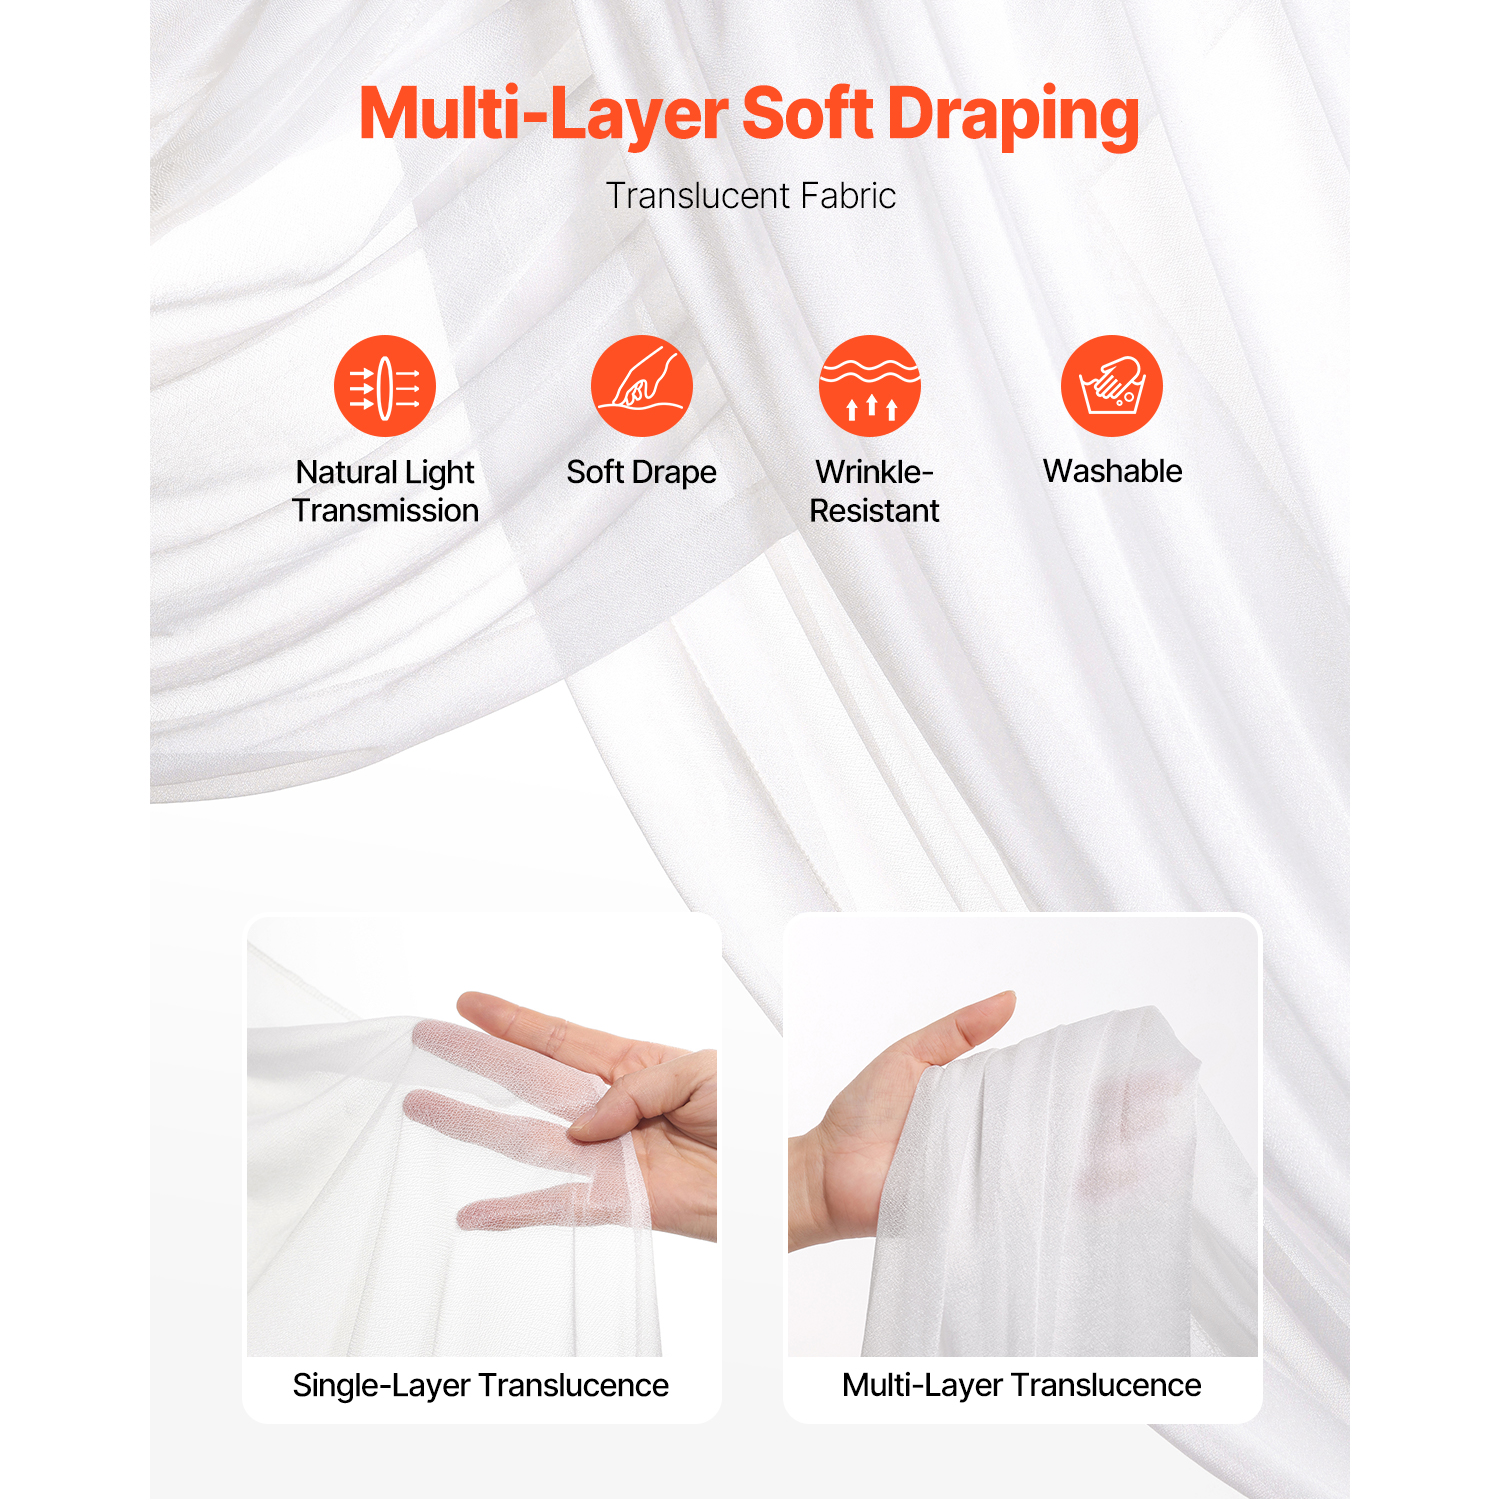 Multi-Layer Soft Draping
Translucent Fabric
Natural Light
Transmission
Soft Drape
Wrinkle-
Resistant
Washable
Single-Layer Translucence
Multi-Layer Translucence